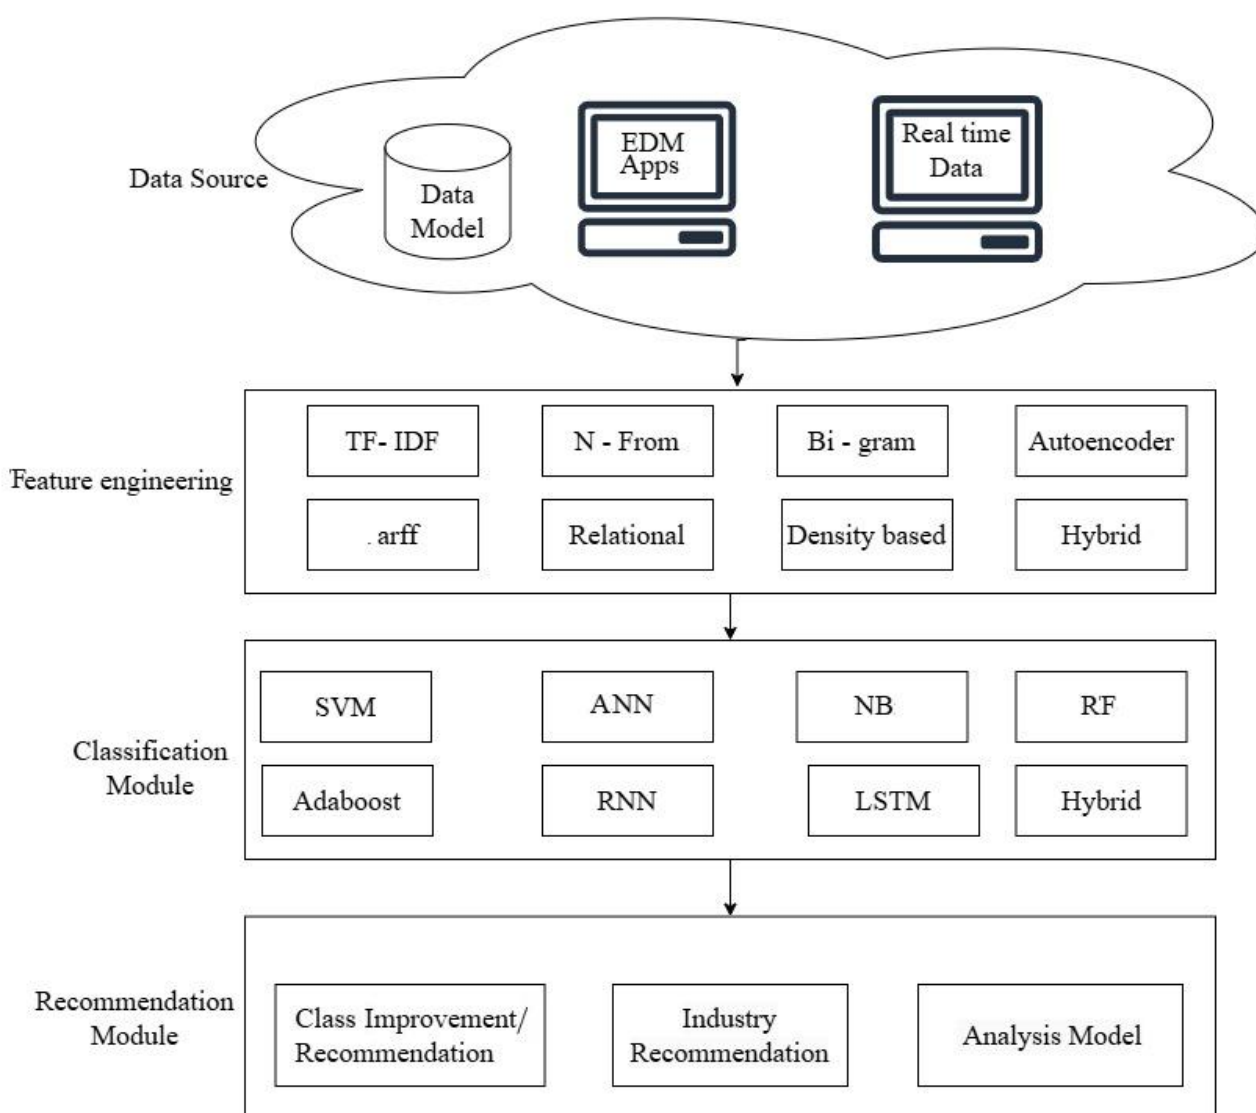 Data Source
Data
Model
EDM
Apps
Real time
Data
Feature engineering
TF- IDF
N - From
Bi - gram
Autoencoder
. arff
Relational
Density based
Hybrid
Classification
Module
SVM
ANN
NB
RF
Adaboost
RNN
LSTM
Hybrid
Recommendation
Module
Class Improvement/
Recommendation
Industry
Recommendation
Analysis Model